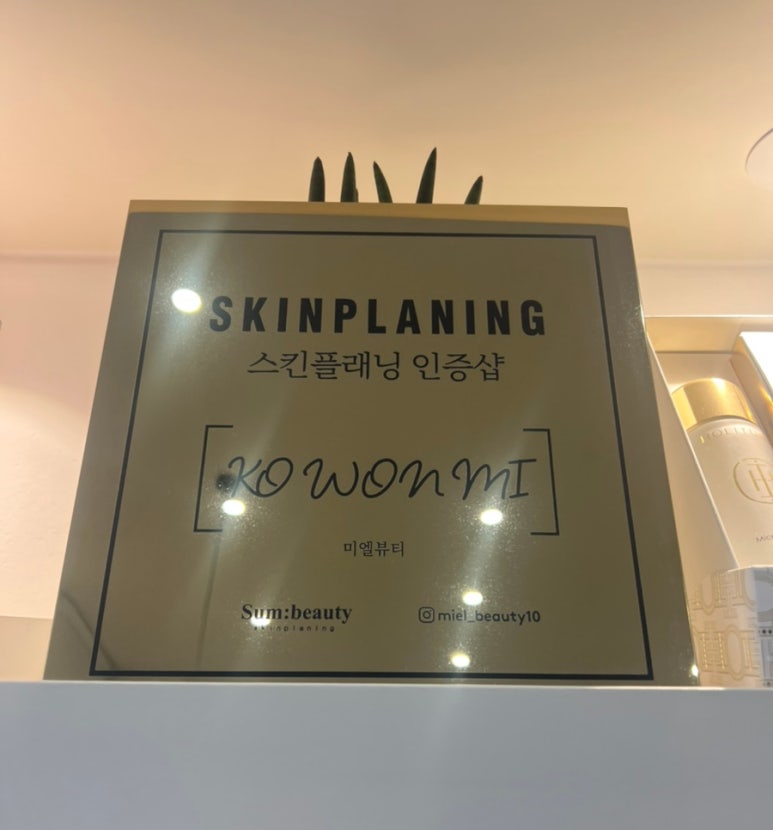 SKINPLANING
스킨플래닝 인증샵
KO WON MI
미엘뷰티
Sum:beauty
skinplaning
miel_beauty10